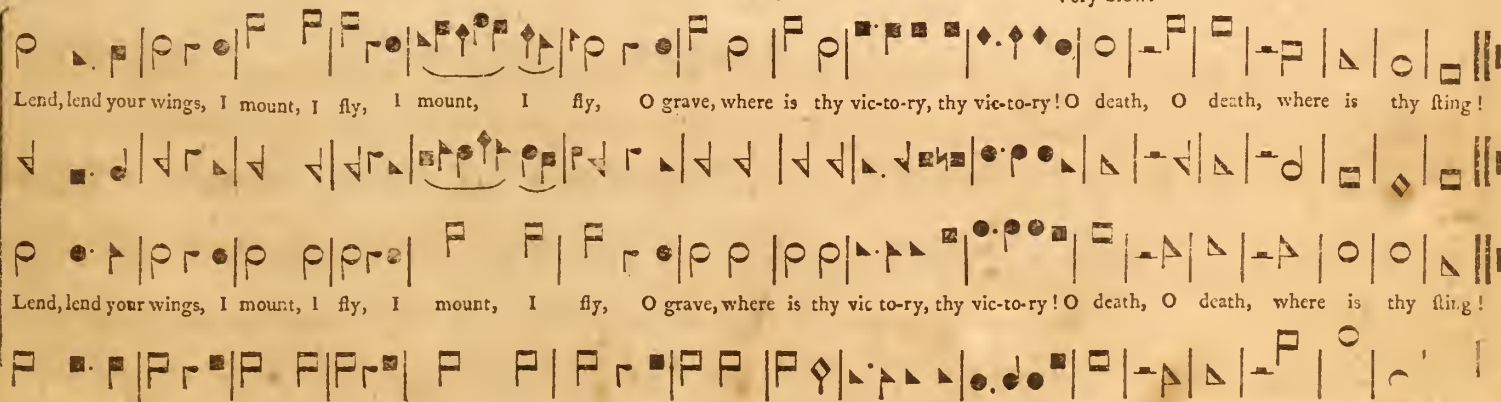 Lend, lend your wings, I mount, I fly, I mount, I fly, O grave, where is thy vic-to-ry, thy vic-to-ry! O death, O death, where is thy ſting!
Lend, lend your wings, I mount, I fly, I mount, I fly, O grave, where is thy vic to-ry, thy vic-to-ry! O death, O death, where is thy ſting!